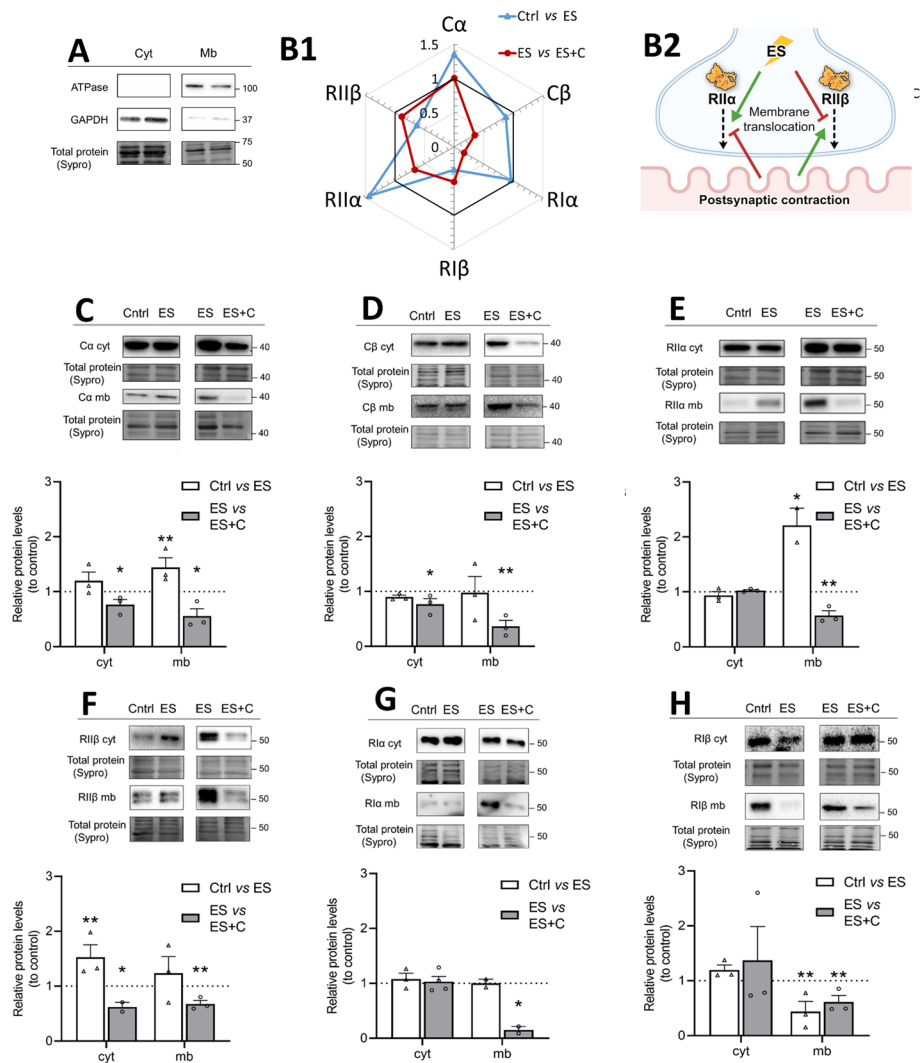 A
Cyt Mb
ATPase
100
GAPDH
37
Total protein
(Sypro)
75
50
B1
Ctrl vs ES
ES vs ES+C
Cα
Cβ
RIα
RIβ
RIIα
RIIβ
1.5
1
0.5
0
B2
ES
RIIα
RIIβ
Membrane
translocation
Postsynaptic contraction
C
C
Cntrl ES ES ES+C
Cα cyt
40
Total protein
(Sypro)
40
Cα mb
40
Total protein
(Sypro)
40
Relative protein levels
(to control)
3
2
1
0
Ctrl vs ES
ES vs
ES+C
*
**
*
cyt mb
D
Cntrl ES ES ES+C
Cβ cyt
40
Total protein
(Sypro)
40
Cβ mb
40
Total protein
(Sypro)
40
Relative protein levels
(to control)
3
2
1
0
Ctrl vs ES
ES vs
ES+C
*
**
cyt mb
E
Cntrl ES ES ES+C
RIIα cyt
50
Total protein
(Sypro)
50
RIIα mb
50
Total protein
(Sypro)
50
Relative protein levels
(to control)
3
2
1
0
Ctrl vs ES
ES vs
ES+C
*
**
cyt mb
F
Cntrl ES ES ES+C
RIIβ cyt
50
Total protein
(Sypro)
50
RIIβ mb
50
Total protein
(Sypro)
50
Relative protein levels
(to control)
3
2
1
0
Ctrl vs ES
ES vs
ES+C
**
*
**
cyt mb
G
Cntrl ES ES ES+C
RIα cyt
50
Total protein
(Sypro)
50
RIα mb
50
Total protein
(Sypro)
50
Relative protein levels
(to control)
3
2
1
0
Ctrl vs ES
ES vs
ES+C
*
cyt mb
H
Cntrl ES ES ES+C
RIβ cyt
50
Total protein
(Sypro)
50
RIβ mb
50
Total protein
(Sypro)
50
Relative protein levels
(to control)
3
2
1
0
Ctrl vs ES
ES vs
ES+C
**
**
cyt mb